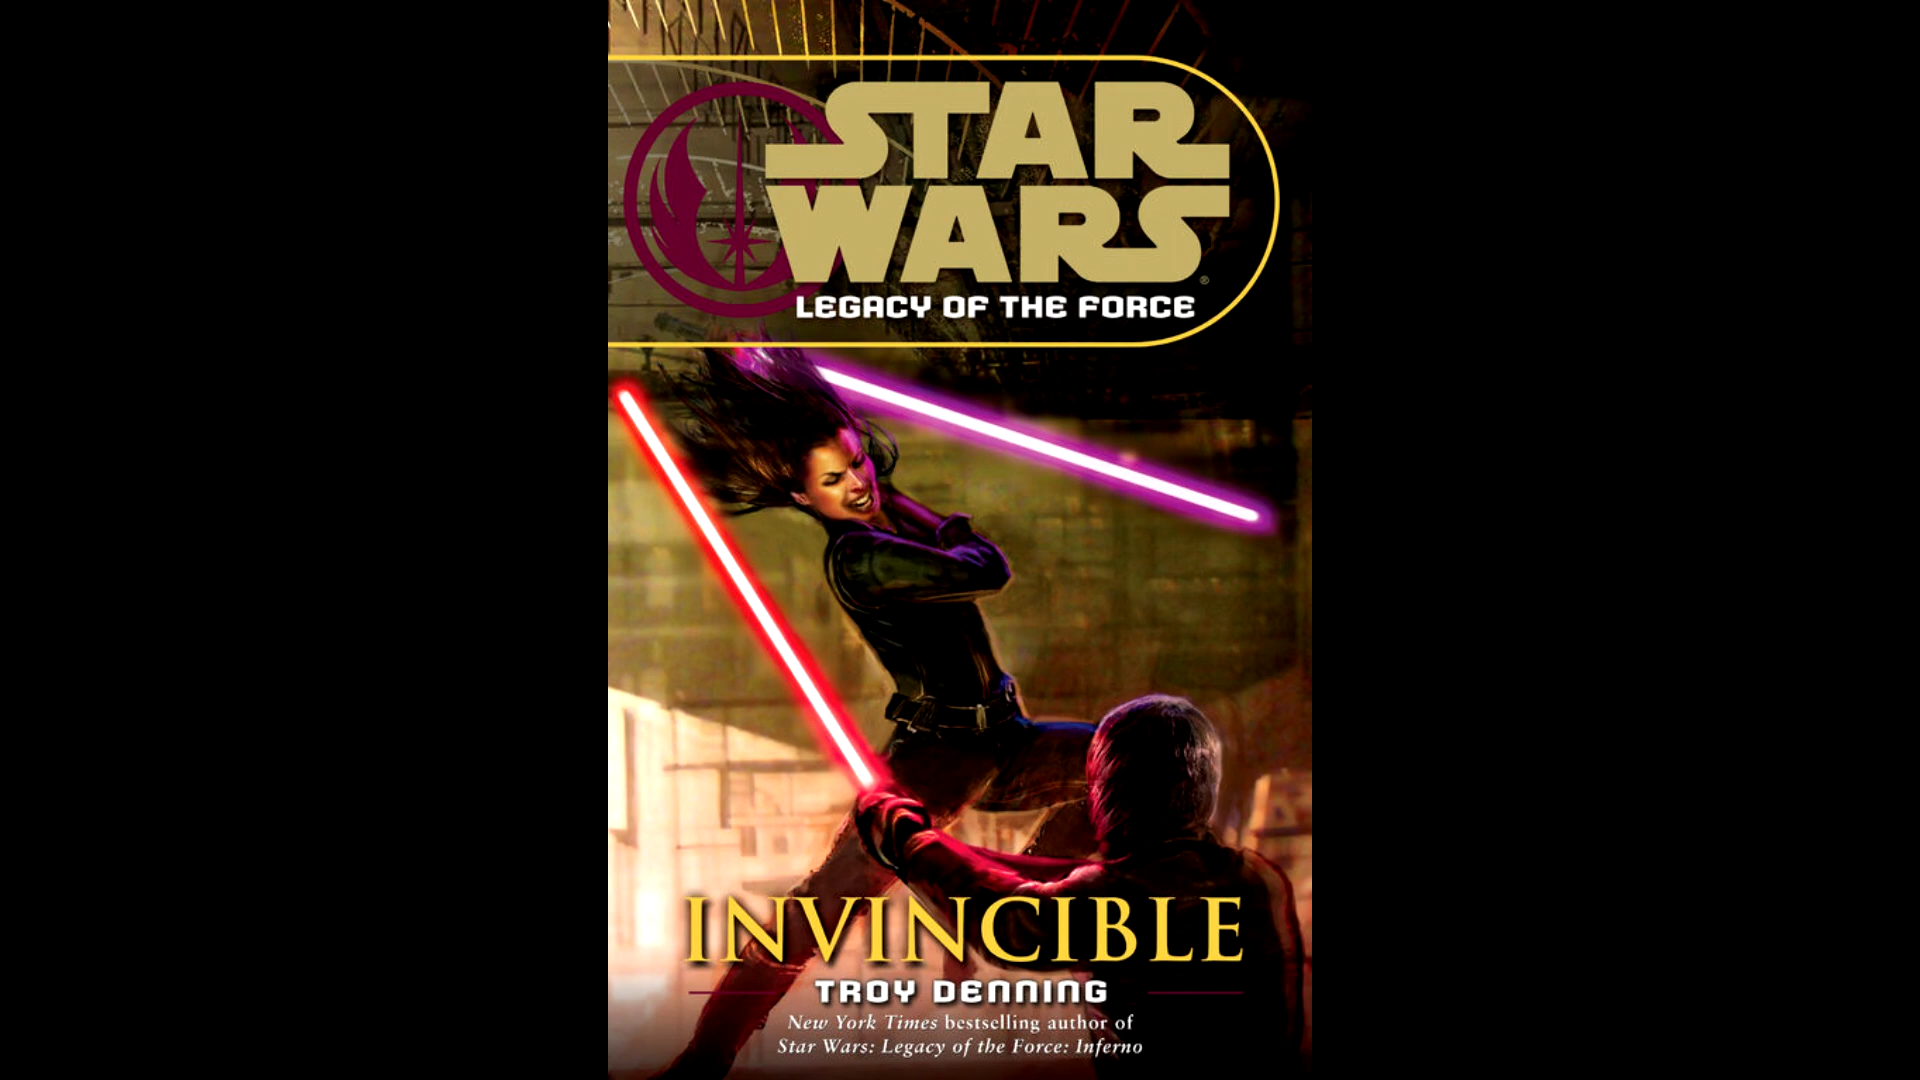 STAR
WARS®
LEGACY OF THE FORCE
INVINCIBLE
TROY DENNING
New York Times bestselling author of
Star Wars: Legacy of the Force: Inferno